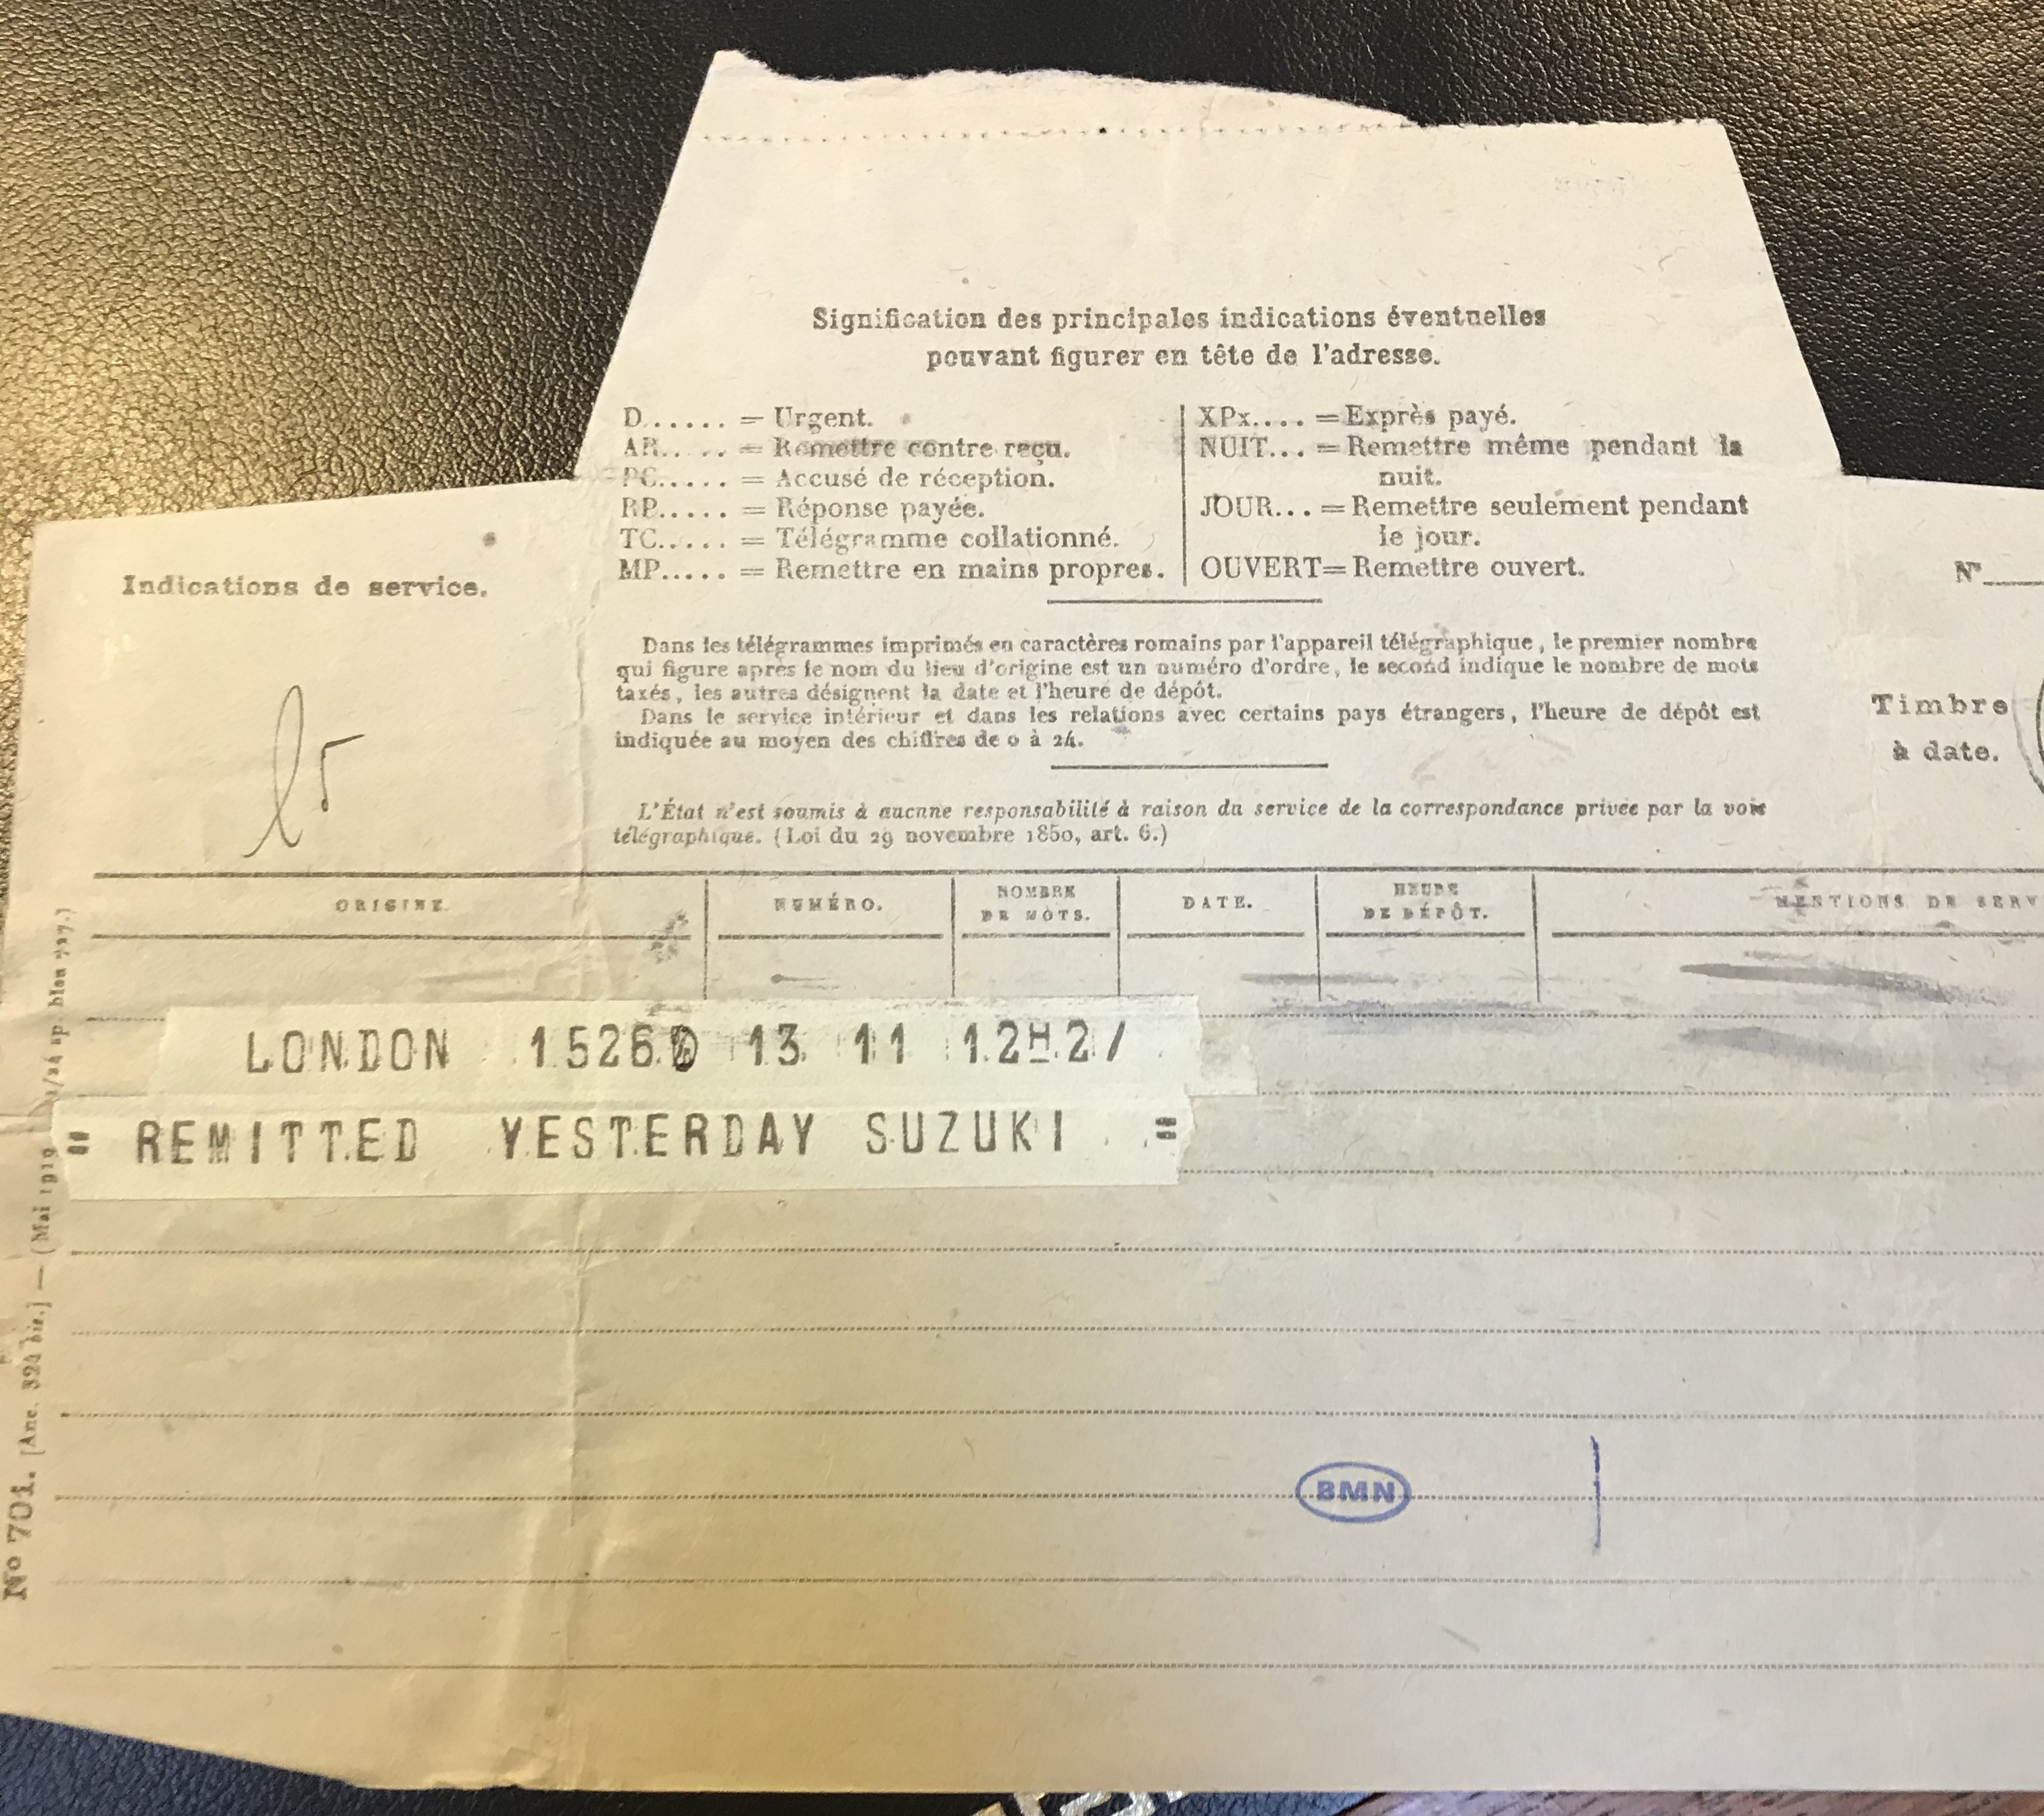 Signification des principales indications éventuelles
pouvant figurer en tête de l'adresse.
D...... = Urgent.
AR..... = Remettre contre reçu.
PC..... = Accusé de réception.
RP..... = Réponse payée.
TC..... = Télégramme collationné.
MP..... = Remettre en mains propres.
XPx.... = Exprès payé.
NUIT... = Remettre même pendant la
nuit.
JOUR... = Remettre seulement pendant
le jour.
OUVERT= Remettre ouvert.
Indications de service.
N°
Dans les télégrammes imprimés en caractères romains par l'appareil télégraphique, le premier nombre
qui figure après le nom du lieu d'origine est un numéro d'ordre, le second indique le nombre de mots
taxés, les autres désignent la date et l'heure de dépôt.
Dans le service intérieur et dans les relations avec certains pays étrangers, l'heure de dépôt est
indiquée au moyen des chiffres de 0 à 24.
Timbre
à date.
L'État n'est soumis à aucune responsabilité à raison du service de la correspondance privée par la voie
télégraphique. (Loi du 29 novembre 1850, art. 6.)
ORIGINE.
NUMÉRO.
NOMBRE
DE MOTS.
DATE.
HEURE
DE DÉPÔT.
MENTIONS DE SERV
LONDON 13 11 12H2/
= REMITTED YESTERDAY SUZUKI =
BMN
No 701. [Anc. 324 bis.] — (Mai 1919